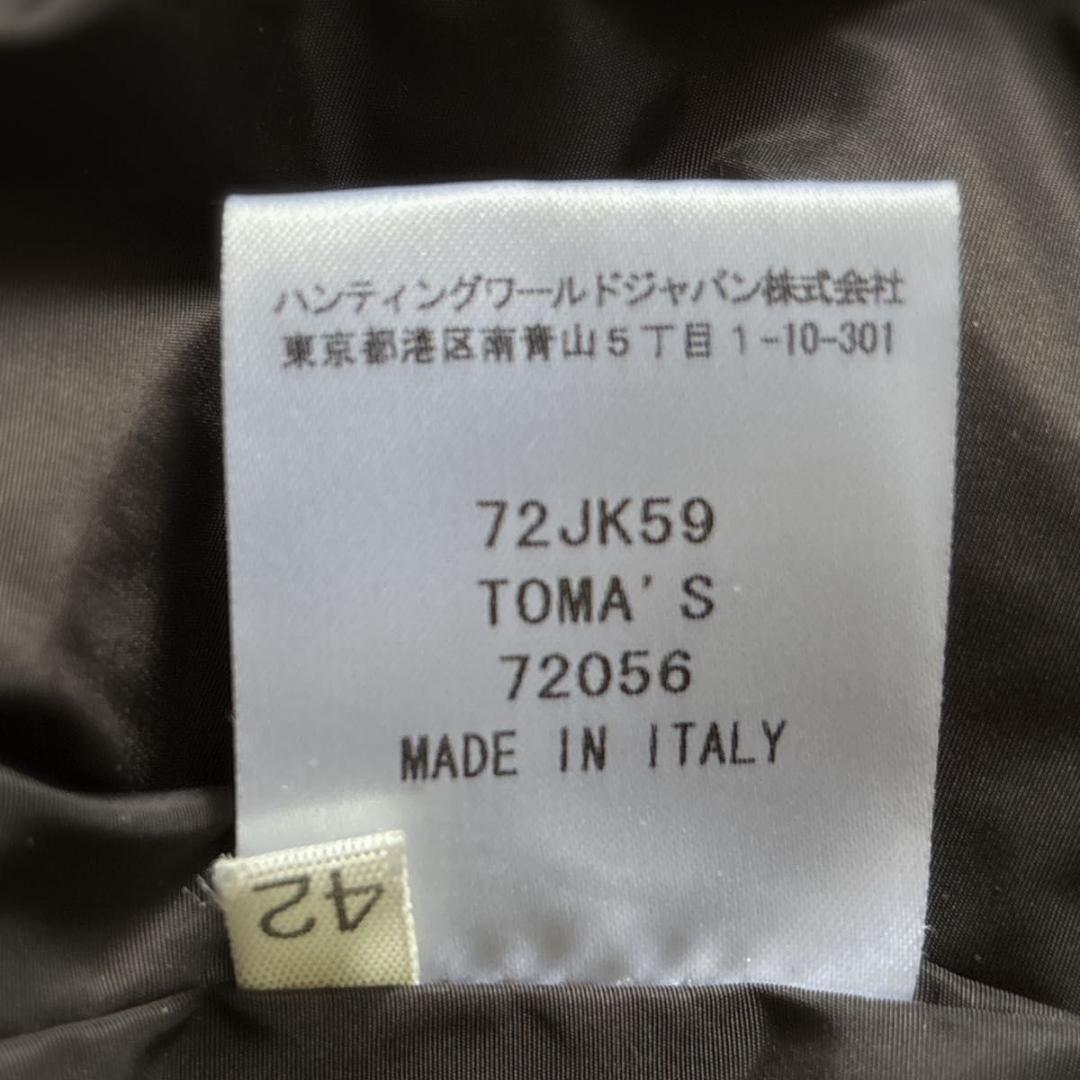 ハンティングワールドジャパン株式会社
東京都港区南青山5丁目1-10-301
72JK59
TOMA'S
72056
MADE IN ITALY
42